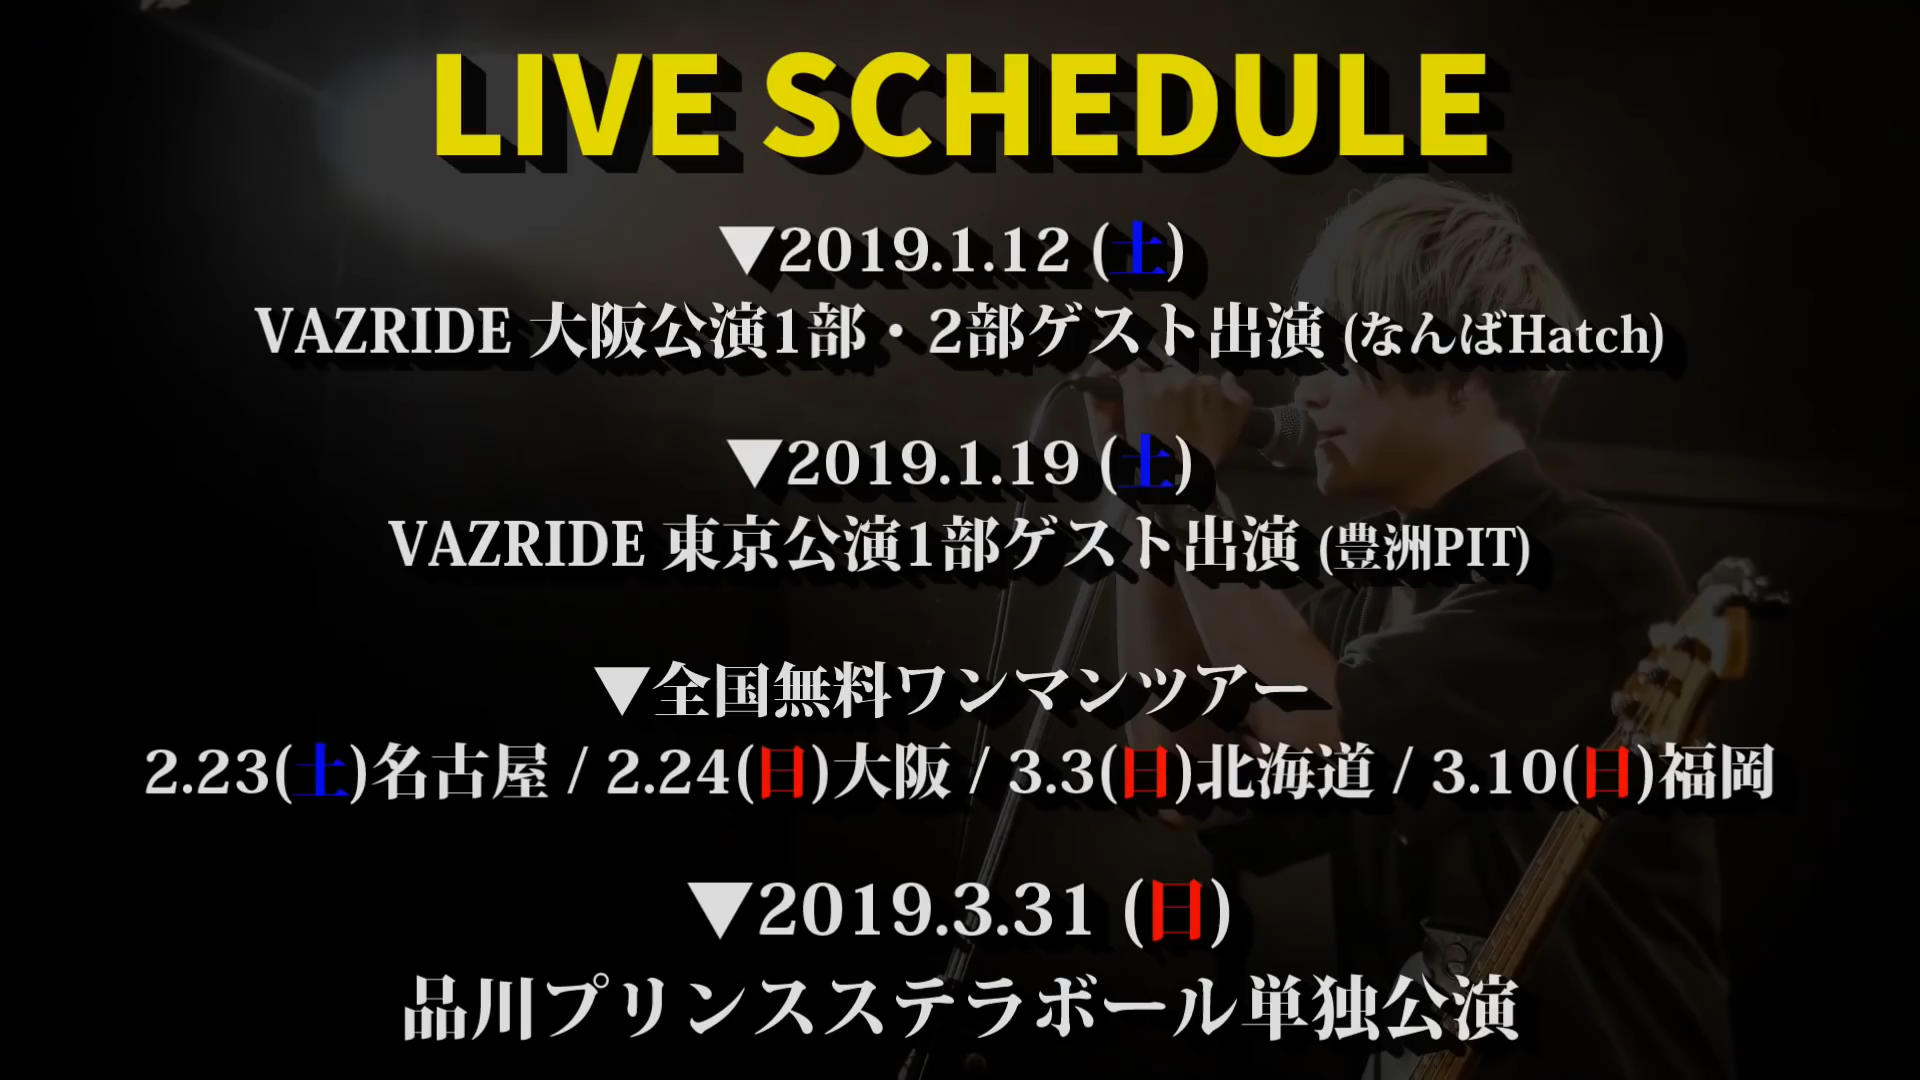 LIVE SCHEDULE
▼2019.1.12 (土)
VAZRIDE 大阪公演1部・2部ゲスト出演 (なんばHatch)
▼2019.1.19 (土)
VAZRIDE 東京公演1部ゲスト出演 (豊洲PIT)
▼全国無料ワンマンツアー
2.23(土)名古屋 / 2.24(日)大阪 / 3.3(日)北海道 / 3.10(日)福岡
▼2019.3.31 (日)
品川プリンスステラボール単独公演